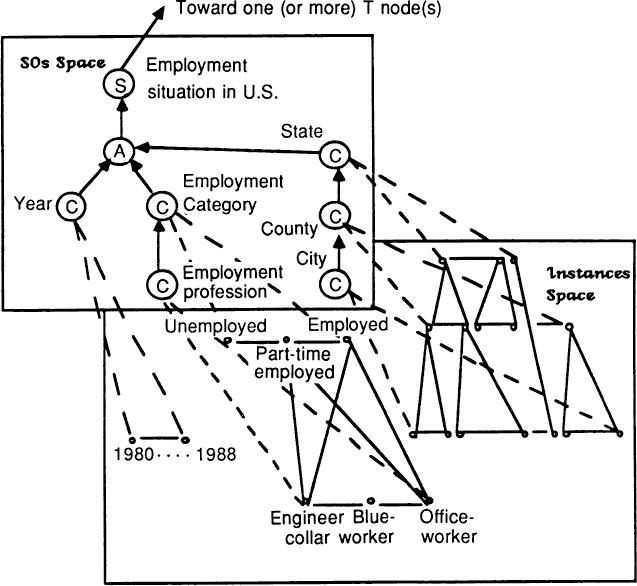 Toward one (or more) T node(s)
SOs Space
Employment
situation in U.S.
S
State
A
C
Year
C
Employment
Category
C
County
C
City
C
Employment
profession
C
Instances
Space
Unemployed
Employed
Part-time
employed
1980 · · · · 1988
Engineer Blue- Office-
collar worker worker